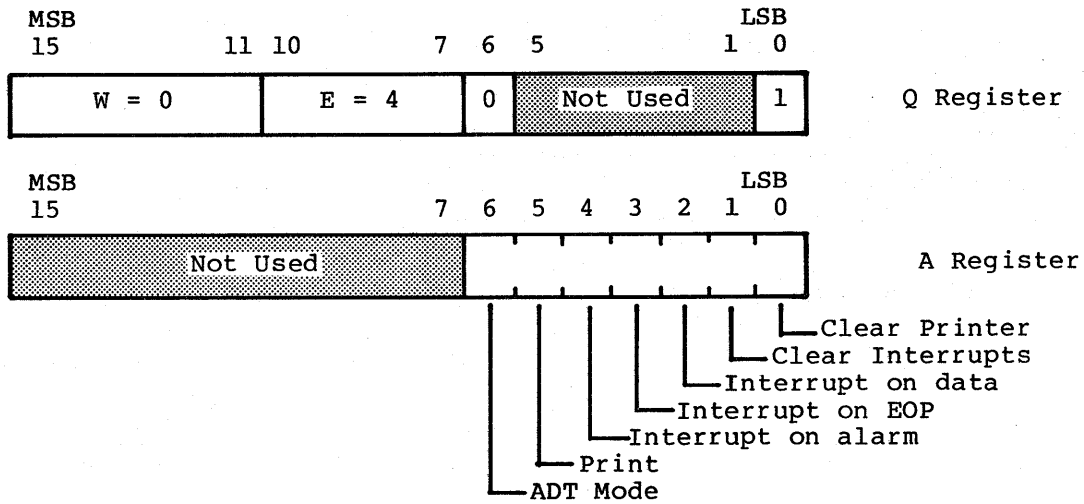 MSB LSB
15 11 10 7 6 5 1 0
W = 0 E = 4 0 Not Used 1 Q Register
MSB LSB
15 7 6 5 4 3 2 1 0
Not Used A Register
Clear Printer
Clear Interrupts
Interrupt on data
Interrupt on EOP
Interrupt on alarm
Print
ADT Mode